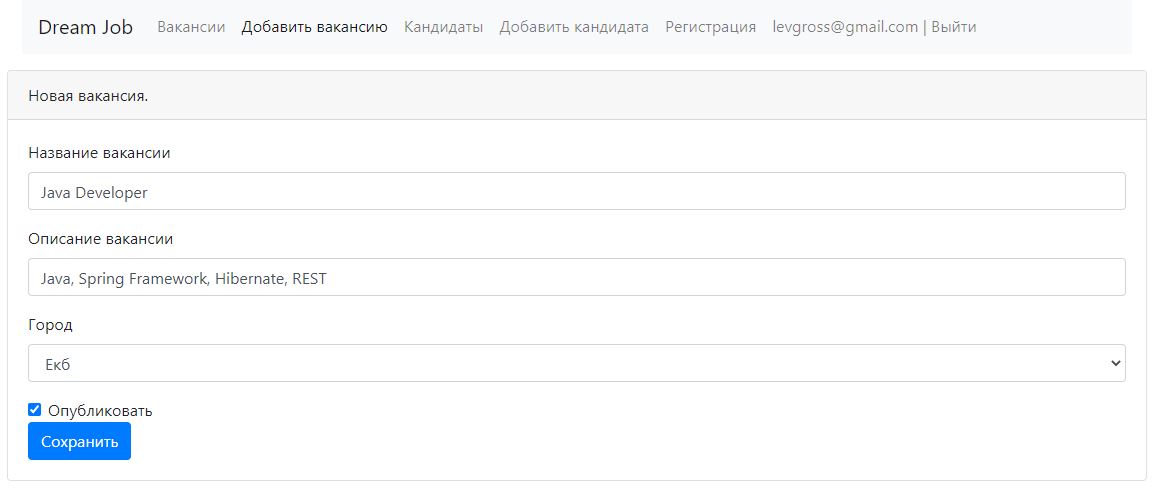 Dream Job Вакансии Добавить вакансию Кандидаты Добавить кандидата Регистрация levgross@gmail.com | Выйти
Новая вакансия.
Название вакансии
Java Developer
Описание вакансии
Java, Spring Framework, Hibernate, REST
Город
Екб
Опубликовать
Сохранить